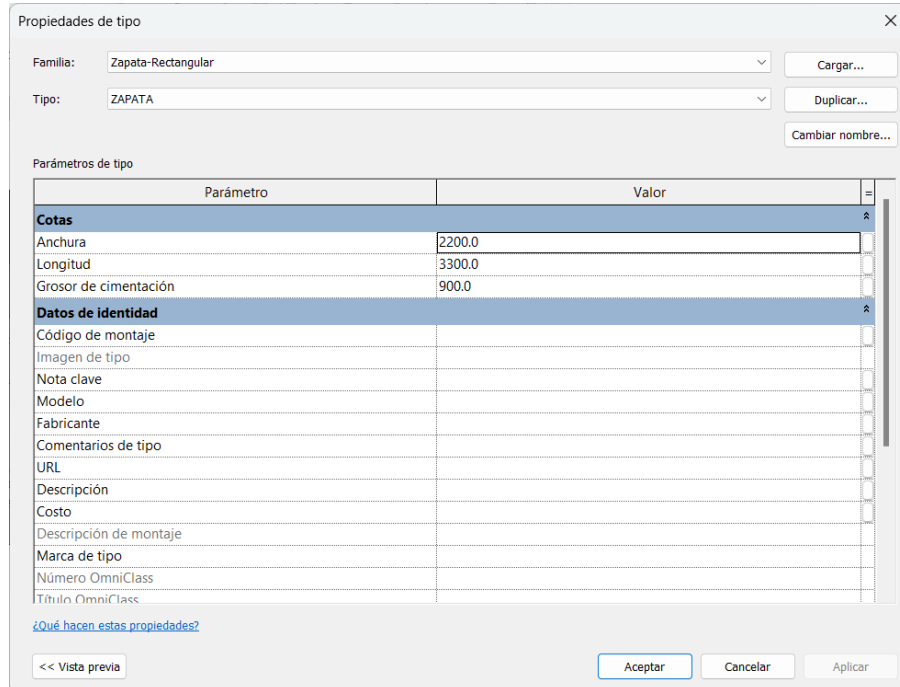 Propiedades de tipo
Familia: Zapata-Rectangular Cargar...
Tipo: ZAPATA Duplicar...
Cambiar nombre...
Parámetros de tipo
Parámetro Valor =
Cotas
Anchura 2200.0
Longitud 3300.0
Grosor de cimentación 900.0
Datos de identidad
Código de montaje
Imagen de tipo
Nota clave
Modelo
Fabricante
Comentarios de tipo
URL
Descripción
Costo
Descripción de montaje
Marca de tipo
Número OmniClass
Título OmniClass
¿Qué hacen estas propiedades?
<< Vista previa Aceptar Cancelar Aplicar